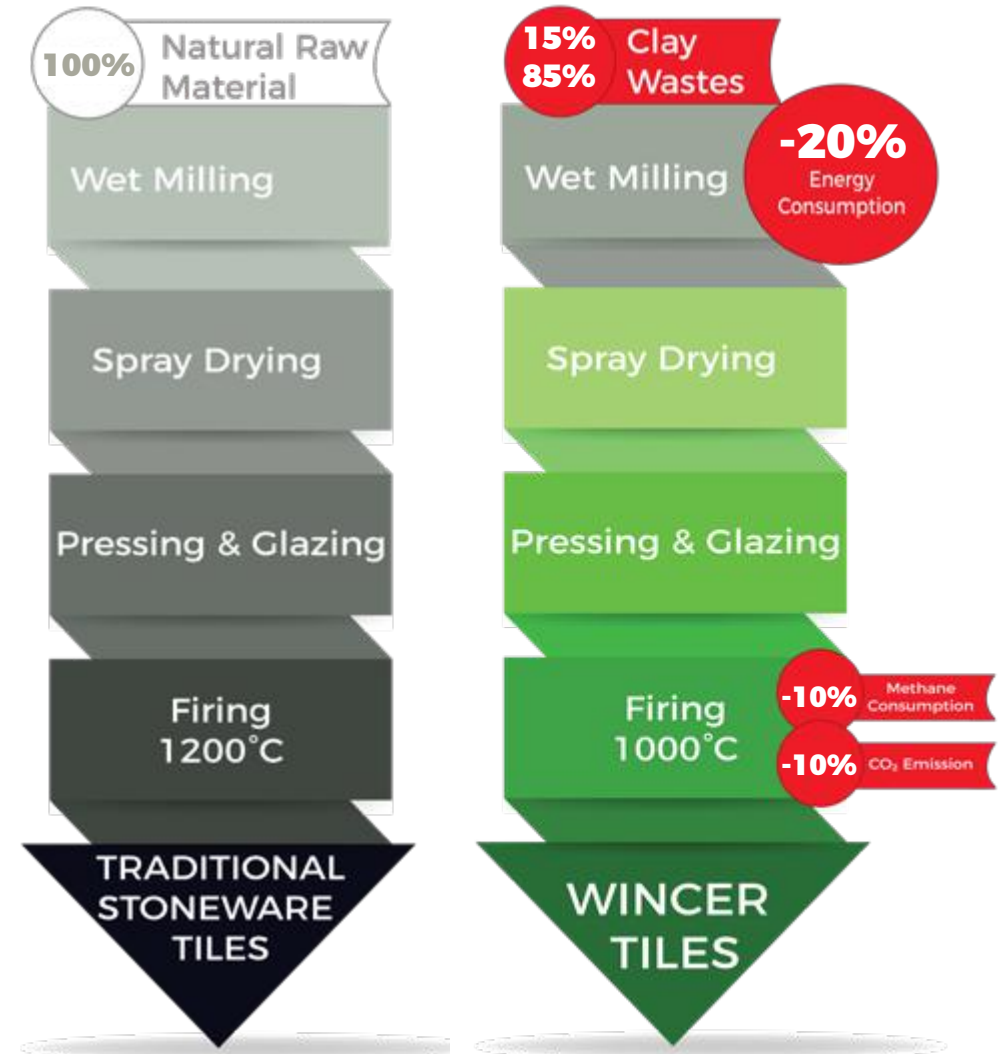 100%
Natural Raw
Material
Wet Milling
Spray Drying
Pressing & Glazing
Firing
1200°C
TRADITIONAL
STONEWARE
TILES
15% Clay
85% Wastes
Wet Milling
-20%
Energy
Consumption
Spray Drying
Pressing & Glazing
Firing
1000°C
-10%
Methane
Consumption
-10% CO₂ Emission
WINCER
TILES